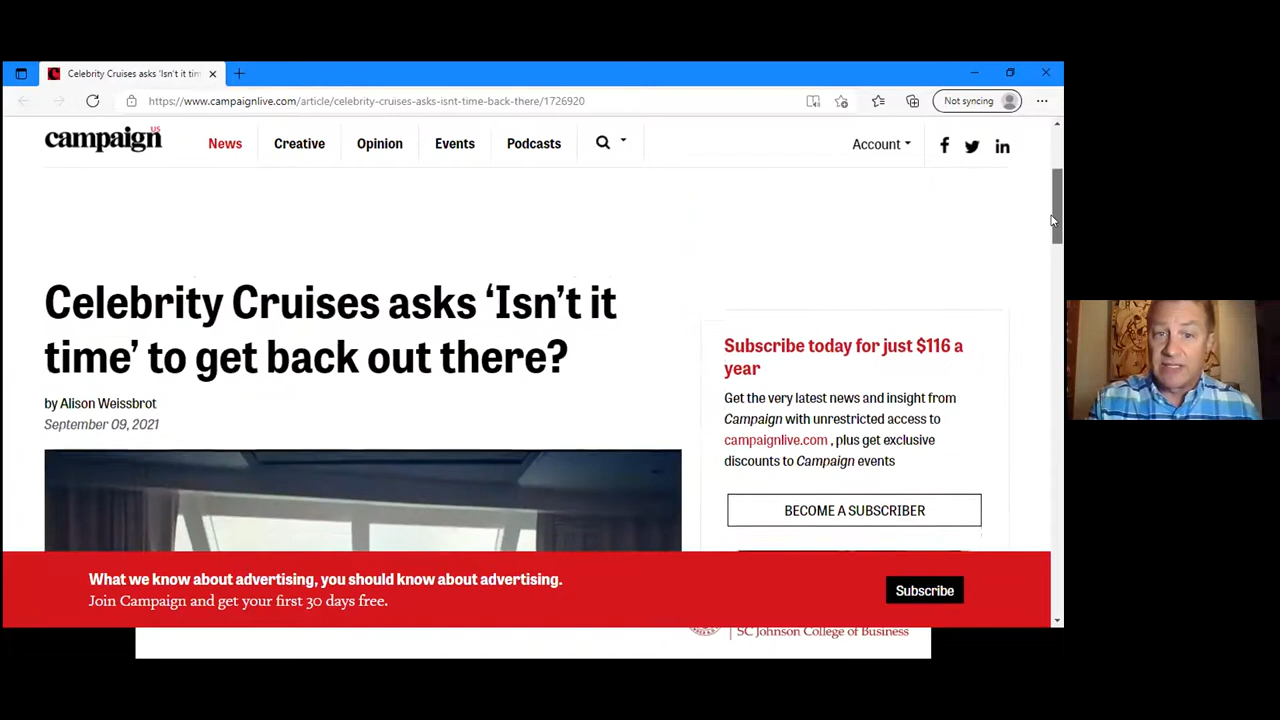 Celebrity Cruises asks 'Isn't it tim
https://www.campaignlive.com/article/celebrity-cruises-asks-isnt-time-back-there/1726920
Not syncing
campaign US
News Creative Opinion Events Podcasts Account
Celebrity Cruises asks ‘Isn’t it
time’ to get back out there?
by Alison Weissbrot
September 09, 2021
Subscribe today for just $116 a
year
Get the very latest news and insight from
Campaign with unrestricted access to
campaignlive.com , plus get exclusive
discounts to Campaign events
BECOME A SUBSCRIBER
What we know about advertising, you should know about advertising.
Join Campaign and get your first 30 days free.
Subscribe
SC Johnson College of Business